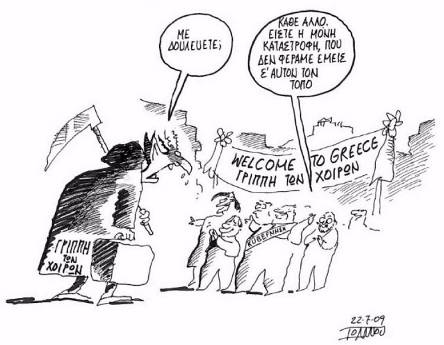 ΜΕ
ΔΟΥΛΕΥΕΤΕ;
ΚΑΘΕ ΑΛΛΟ.
ΕΙΣΤΕ Η ΜΟΝΗ
ΚΑΤΑΣΤΡΟΦΗ, ΠΟΥ
ΔΕΝ ΦΕΡΑΜΕ ΕΜΕΙΣ
Σ' ΑΥΤΟΝ ΤΟΝ
ΤΟΠΟ
WELCOME TO GREECE
ΓΡΙΠΠΗ ΤΩΝ ΧΟΙΡΩΝ
ΚΥΒΕΡΝΗΣΗ
ΓΡΙΠΠΗ
ΤΩΝ
ΧΟΙΡΩΝ
22-7-09